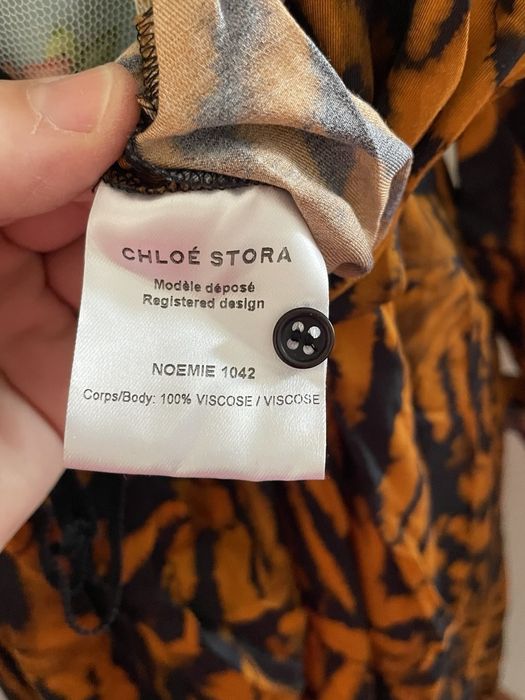 CHLOÉ STORA
Modèle déposé
Registered design
NOEMIE 1042
Corps/Body: 100% VISCOSE / VISCOSE